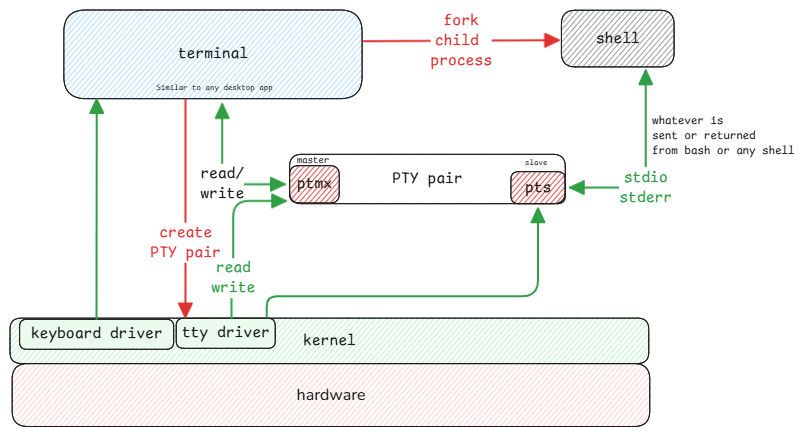 fork
child
process
shell
terminal
Similar to any desktop app
whatever is
sent or returned
from bash or any shell
master
slave
read/
write
ptmx
PTY pair
pts
stdio
stderr
create
PTY pair
read
write
keyboard driver
tty driver
kernel
hardware